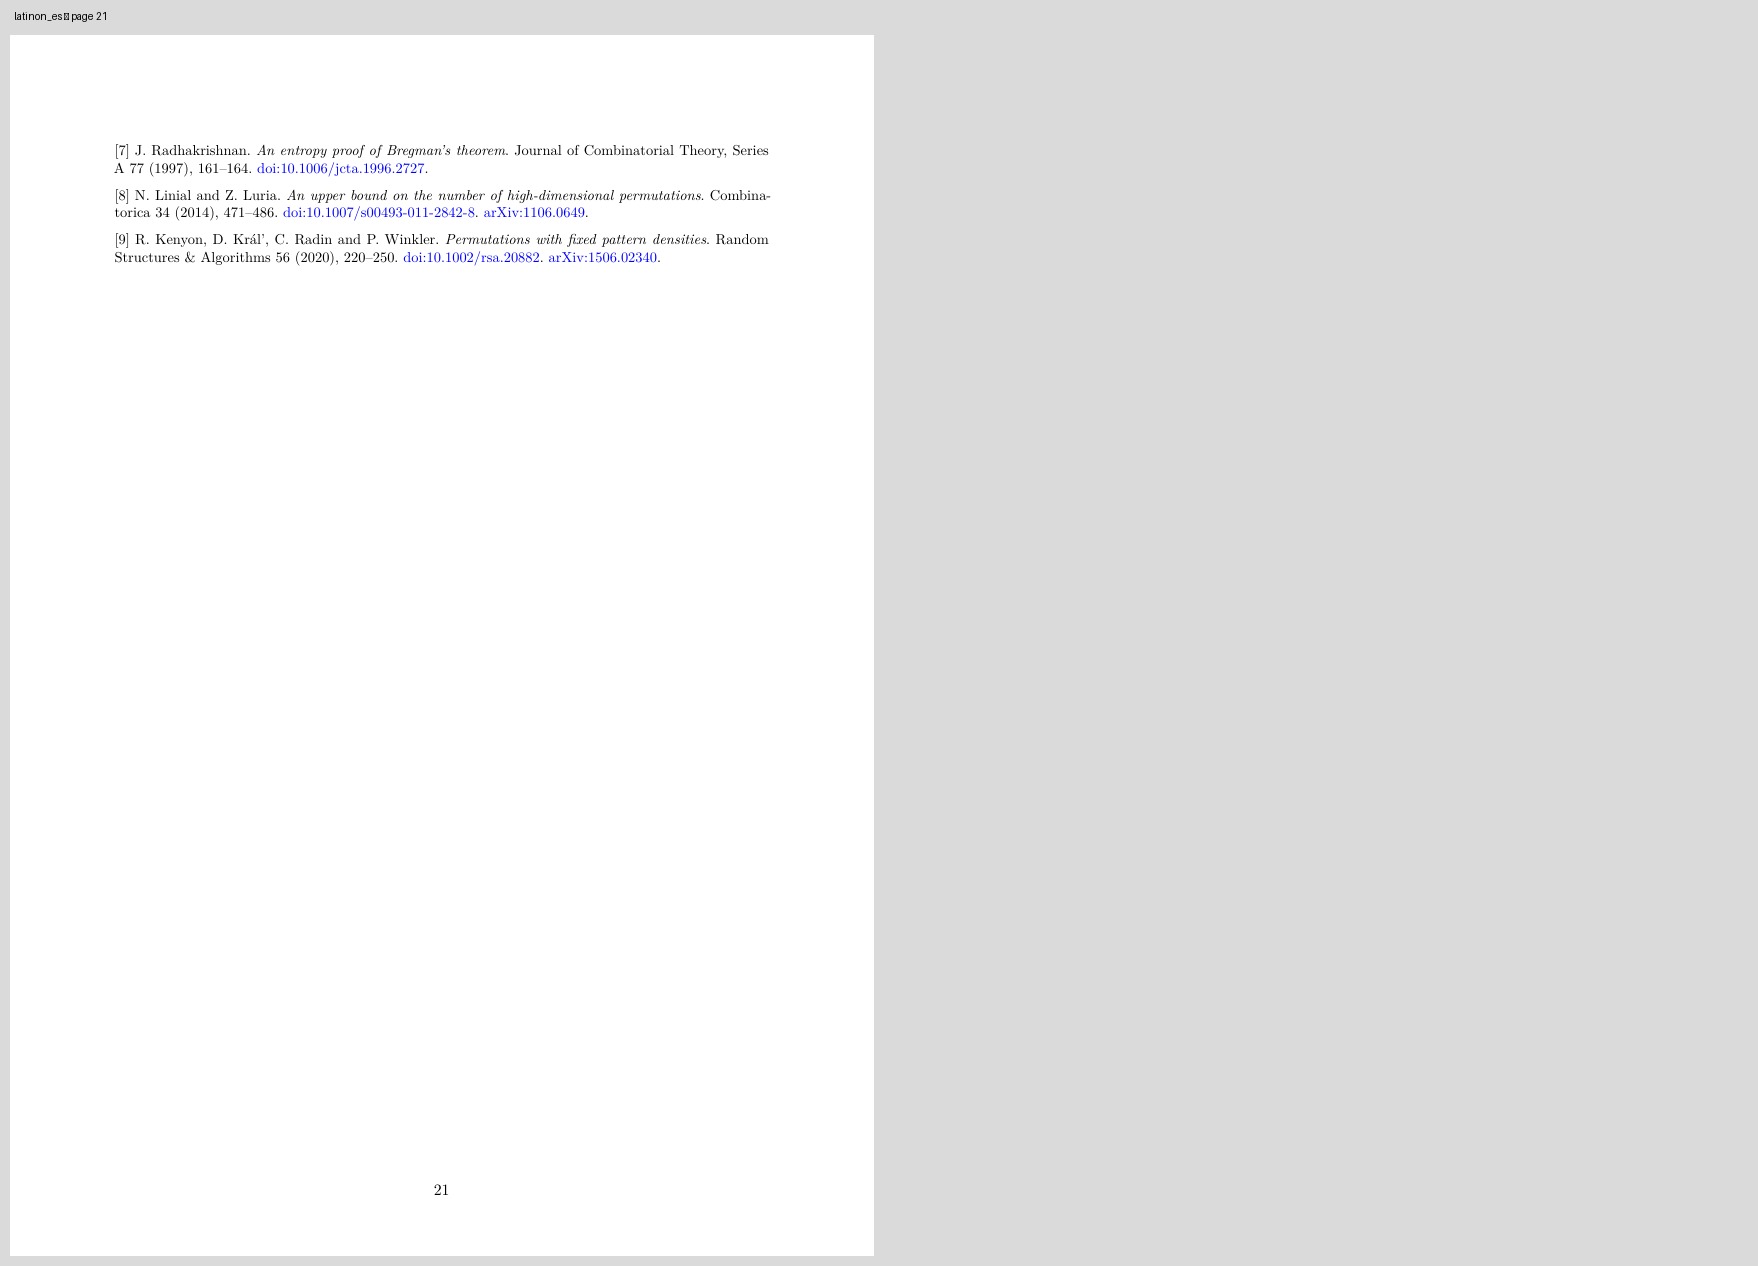 latinon_es page 21
[7] J. Radhakrishnan. An entropy proof of Bregman's theorem. Journal of Combinatorial Theory, Series
A 77 (1997), 161–164. doi:10.1006/jcta.1996.2727.
[8] N. Linial and Z. Luria. An upper bound on the number of high-dimensional permutations. Combina-
torica 34 (2014), 471–486. doi:10.1007/s00493-011-2842-8. arXiv:1106.0649.
[9] R. Kenyon, D. Král', C. Radin and P. Winkler. Permutations with fixed pattern densities. Random
Structures & Algorithms 56 (2020), 220–250. doi:10.1002/rsa.20882. arXiv:1506.02340.
21